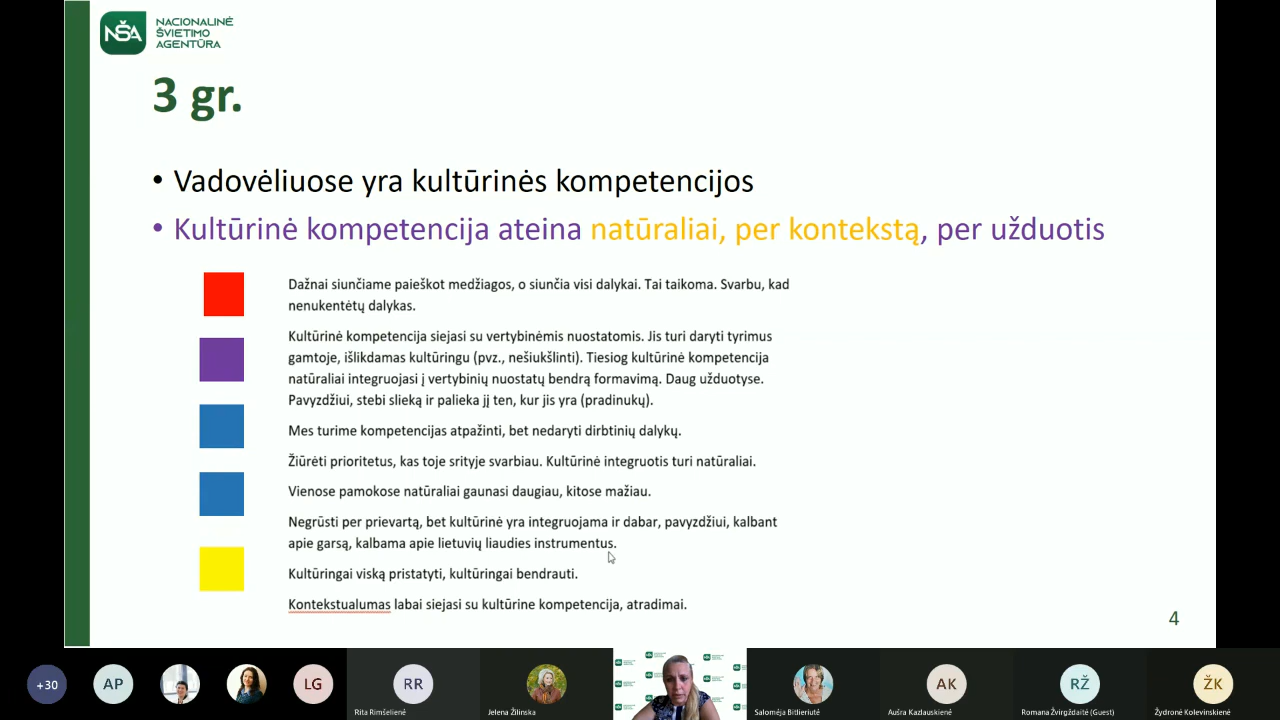 NŠA
NACIONALINĖ
ŠVIETIMO
AGENTŪRA
3 gr.
• Vadovėliuose yra kultūrinės kompetencijos
• Kultūrinė kompetencija ateina natūraliai, per kontekstą, per užduotis
Dažnai siunčiame paieškot medžiagos, o siunčia visi dalykai. Tai taikoma. Svarbu, kad
nenukentėtų dalykas.
Kultūrinė kompetencija siejasi su vertybinėmis nuostatomis. Jis turi daryti tyrimus
gamtoje, išlikdamas kultūringu (pvz., nešiukšlinti). Tiesiog kultūrinė kompetencija
natūraliai integruojasi į vertybinių nuostatų bendrą formavimą. Daug užduotyse.
Pavyzdžiui, stebi slieką ir palieka jį ten, kur jis yra (pradinukų).
Mes turime kompetencijas atpažinti, bet nedaryti dirbtinių dalykų.
Žiūrėti prioritetus, kas toje srityje svarbiau. Kultūrinė integruotis turi natūraliai.
Vienose pamokose natūraliai gaunasi daugiau, kitose mažiau.
Negrūsti per prievartą, bet kultūrinė yra integruojama ir dabar, pavyzdžiui, kalbant
apie garsą, kalbama apie lietuvių liaudies instrumentus.
Kultūringai viską pristatyti, kultūringai bendrauti.
Kontekstualumas labai siejasi su kultūrine kompetencija, atradimai.
4
+30
AP
LG
RR
AK
RŽ
ŽK
Rita Rimšelienė
Jelena Žilinska
Salomėja Bitlieriutė
Aušra Kazlauskienė
Romana Žvirgždaitė (Guest)
Žydronė Kolevinskienė